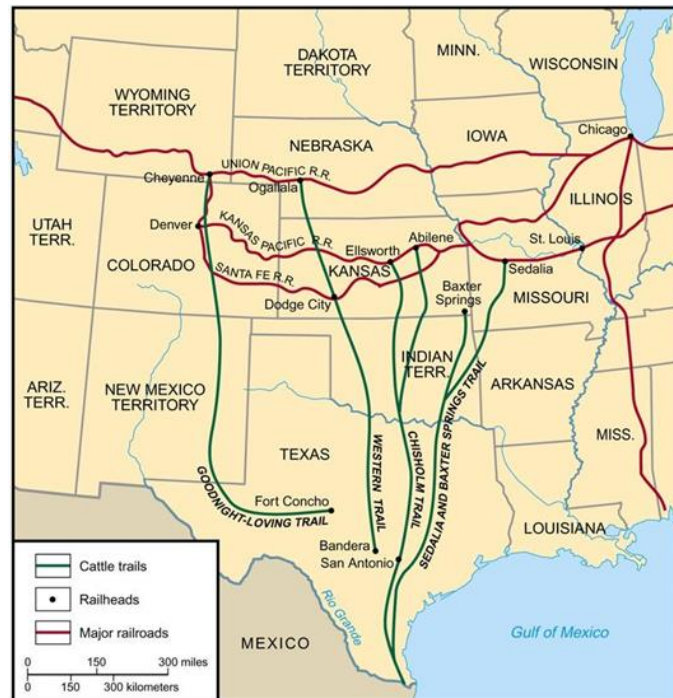 DAKOTA
TERRITORY
MINN.
WISCONSIN
WYOMING
TERRITORY
NEBRASKA
IOWA
Chicago
UNION PACIFIC R.R.
Cheyenne
Ogallala
ILLINOIS
UTAH
TERR.
Denver
KANSAS PACIFIC R.R.
Ellsworth
Abilene
St. Louis
COLORADO
SANTA FE R.R.
KANSAS
Sedalia
Dodge City
Baxter
Springs
MISSOURI
ARIZ.
TERR.
NEW MEXICO
TERRITORY
INDIAN
TERR.
ARKANSAS
MISS.
TEXAS
WESTERN TRAIL
CHISHOLM TRAIL
SEDALIA AND BAXTER SPRINGS TRAIL
Fort Concho
GOODNIGHT-LOVING TRAIL
LOUISIANA
Bandera
San Antonio
Rio Grande
MEXICO
Gulf of Mexico
Cattle trails
Railheads
Major railroads
0 150 300 miles
0 150 300 kilometers